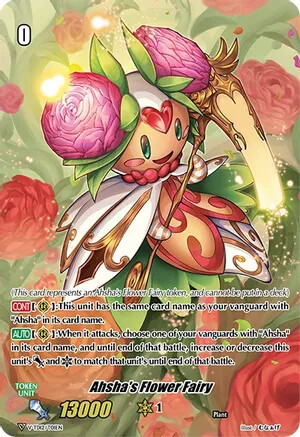 0
(This card represents an Ahsha's Flower Fairy token, and cannot be put in a deck)
CONT[ ]:This unit has the same card name as your vanguard with
"Ahsha" in its card name.
AUTO[ ]:When it attacks, choose one of your vanguards with "Ahsha"
in its card name, and until end of that battle, increase or decrease this
unit's and to match that unit's until end of that battle.
TOKEN
UNIT
Ahsha's Flower Fairy
13000 1
Plant